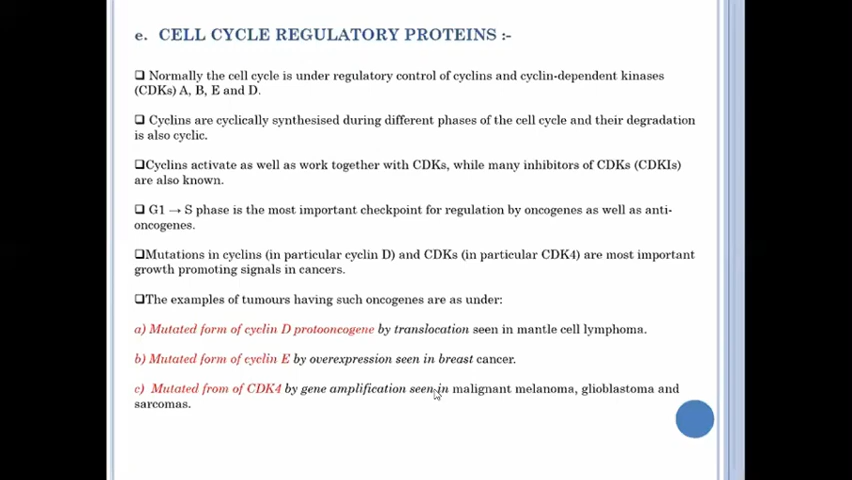 e. CELL CYCLE REGULATORY PROTEINS :-
❑ Normally the cell cycle is under regulatory control of cyclins and cyclin-dependent kinases
(CDKs) A, B, E and D.
❑ Cyclins are cyclically synthesised during different phases of the cell cycle and their degradation
is also cyclic.
❑Cyclins activate as well as work together with CDKs, while many inhibitors of CDKs (CDKIs)
are also known.
❑ G1 → S phase is the most important checkpoint for regulation by oncogenes as well as anti-
oncogenes.
❑Mutations in cyclins (in particular cyclin D) and CDKs (in particular CDK4) are most important
growth promoting signals in cancers.
❑The examples of tumours having such oncogenes are as under:
a) Mutated form of cyclin D protooncogene by translocation seen in mantle cell lymphoma.
b) Mutated form of cyclin E by overexpression seen in breast cancer.
c) Mutated from of CDK4 by gene amplification seen in malignant melanoma, glioblastoma and
sarcomas.